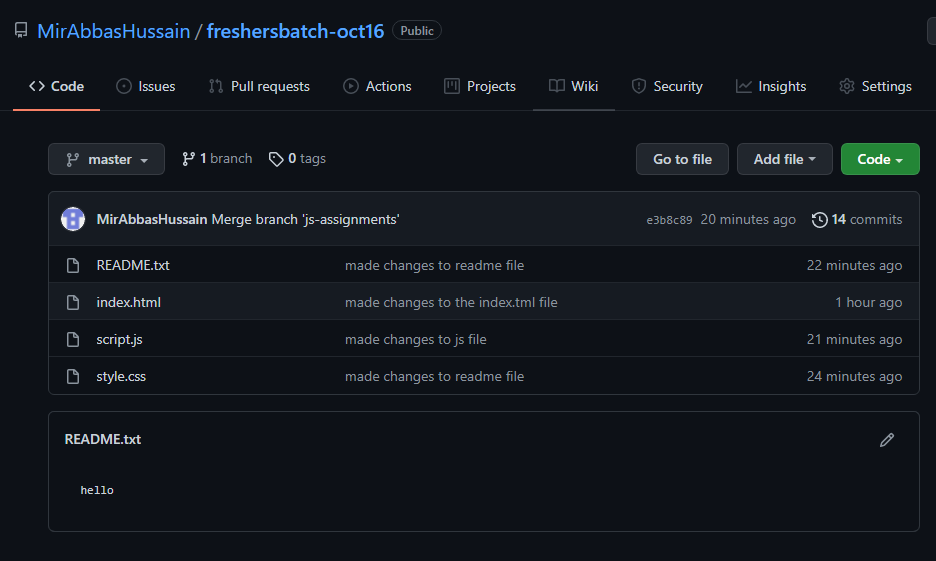 MirAbbasHussain / freshersbatch-oct16 Public
Code Issues Pull requests Actions Projects Wiki Security Insights Settings
master 1 branch 0 tags Go to file Add file Code
MirAbbasHussain Merge branch 'js-assignments' e3b8c89 20 minutes ago 14 commits
README.txt made changes to readme file 22 minutes ago
index.html made changes to the index.tml file 1 hour ago
script.js made changes to js file 21 minutes ago
style.css made changes to readme file 24 minutes ago
README.txt
hello